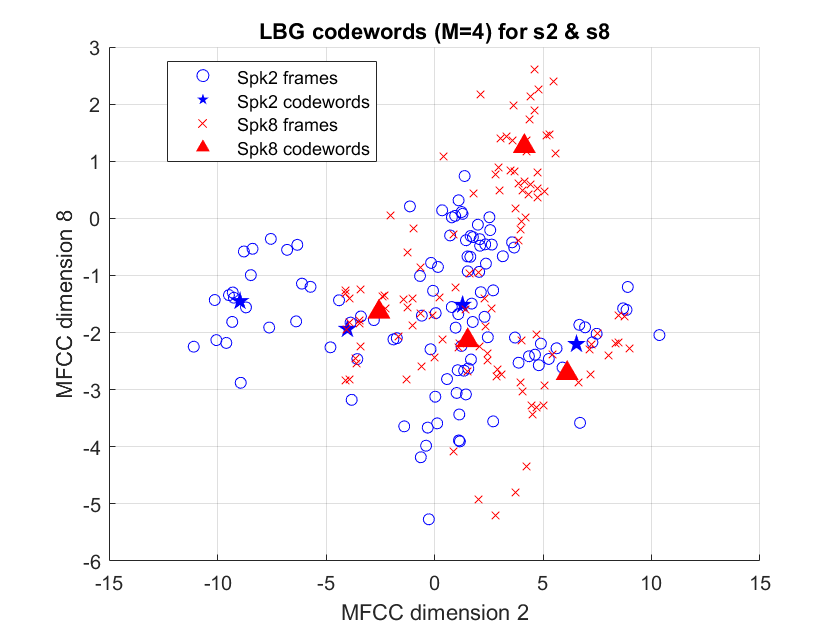 LBG codewords (M=4) for s2 & s8
Spk2 frames
Spk2 codewords
Spk8 frames
Spk8 codewords
MFCC dimension 8
3
2
1
0
-1
-2
-3
-4
-5
-6
-15
-10
-5
0
5
10
15
MFCC dimension 2